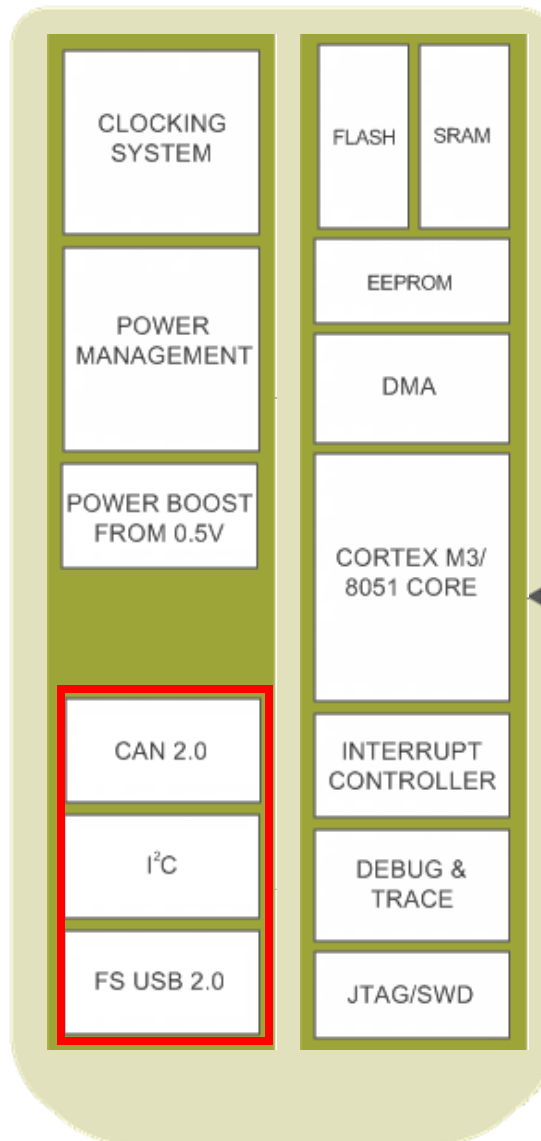 CLOCKING
SYSTEM
POWER
MANAGEMENT
POWER BOOST
FROM 0.5V
CAN 2.0
I²C
FS USB 2.0
FLASH
SRAM
EEPROM
DMA
CORTEX M3/
8051 CORE
INTERRUPT
CONTROLLER
DEBUG &
TRACE
JTAG/SWD